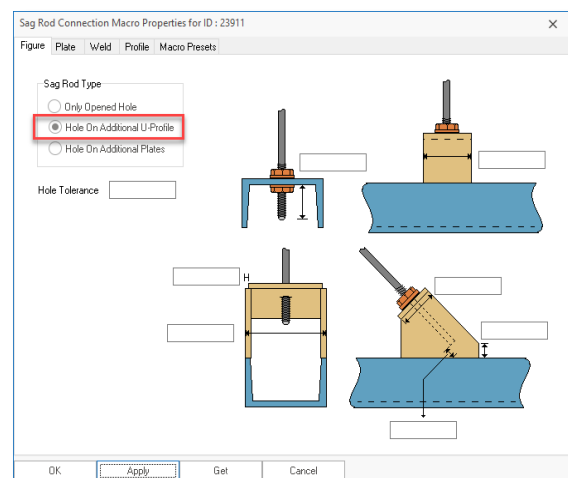 Sag Rod Connection Macro Properties for ID : 23911
Figure Plate Weld Profile Macro Presets
Sag Rod Type
Only Opened Hole
Hole On Additional U-Profile
Hole On Additional Plates
Hole Tolerance
H
OK Apply Get Cancel